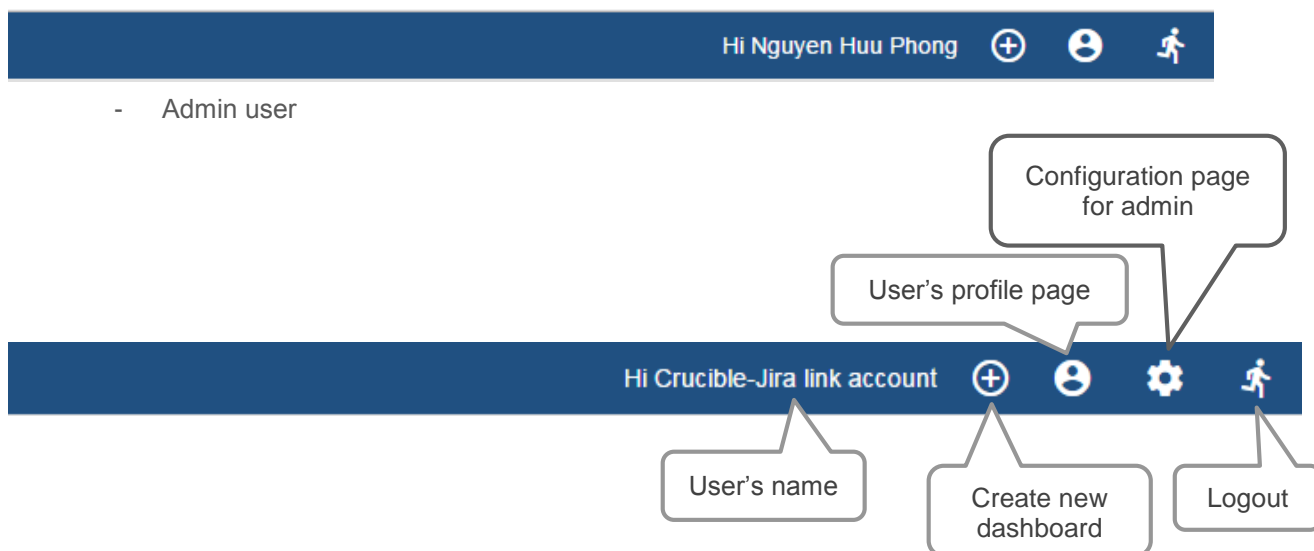 Hi Nguyen Huu Phong
- Admin user
Configuration page
for admin
User’s profile page
Hi Crucible-Jira link account
User’s name
Create new
dashboard
Logout